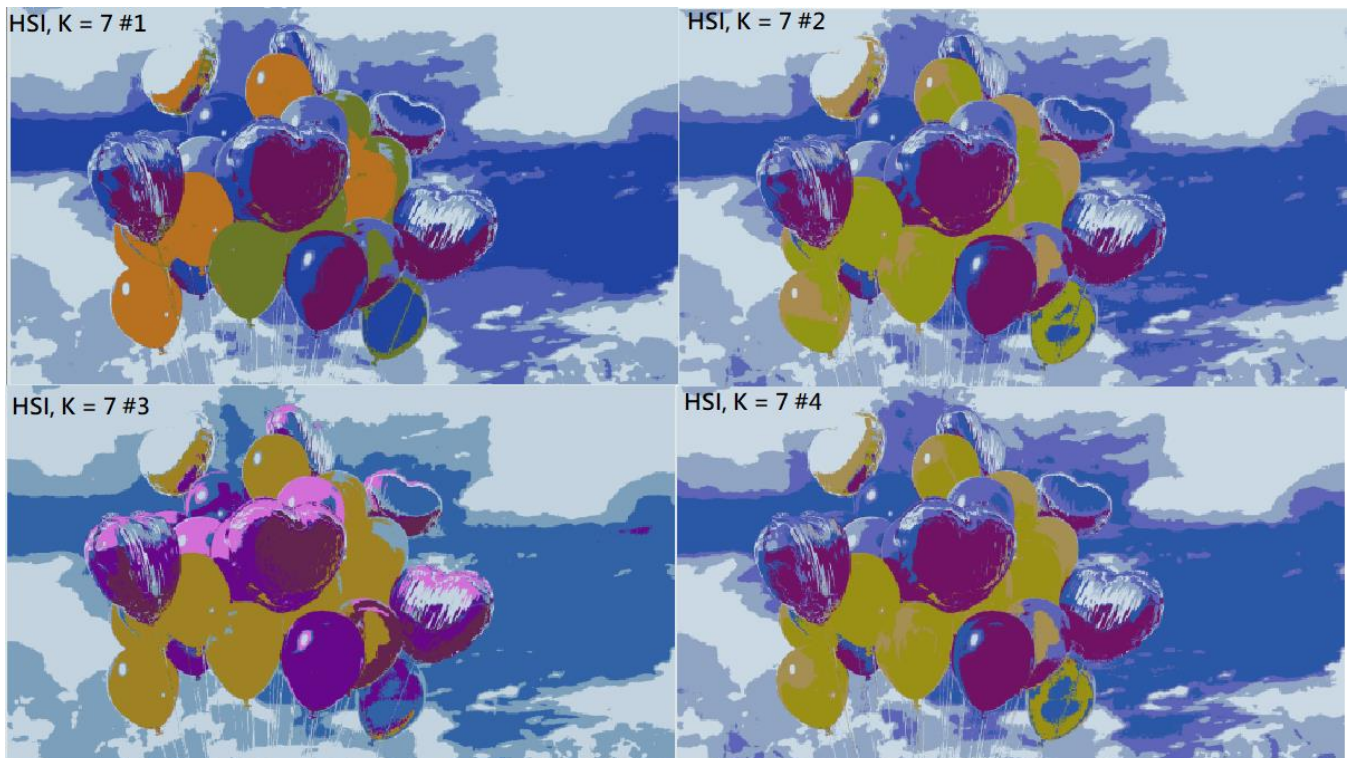 HSI, K = 7 #1
HSI, K = 7 #2
HSI, K = 7 #3
HSI, K = 7 #4